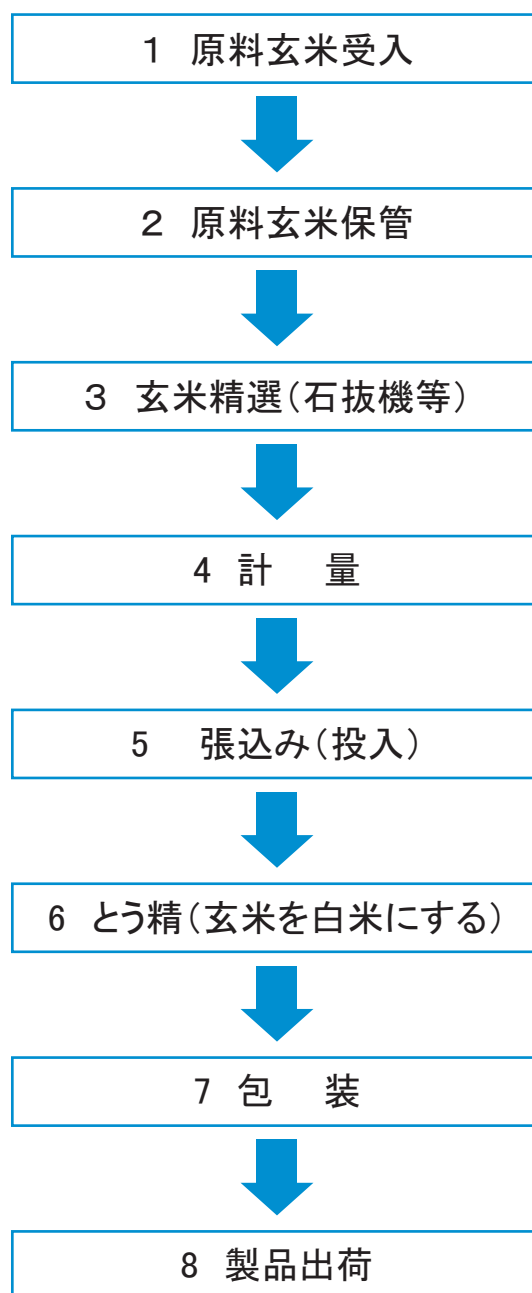 1 原料玄米受入
2 原料玄米保管
3 玄米精選（石抜機等）
4 計　量
5 張込み（投入）
6 とう精（玄米を白米にする）
7 包　装
8 製品出荷